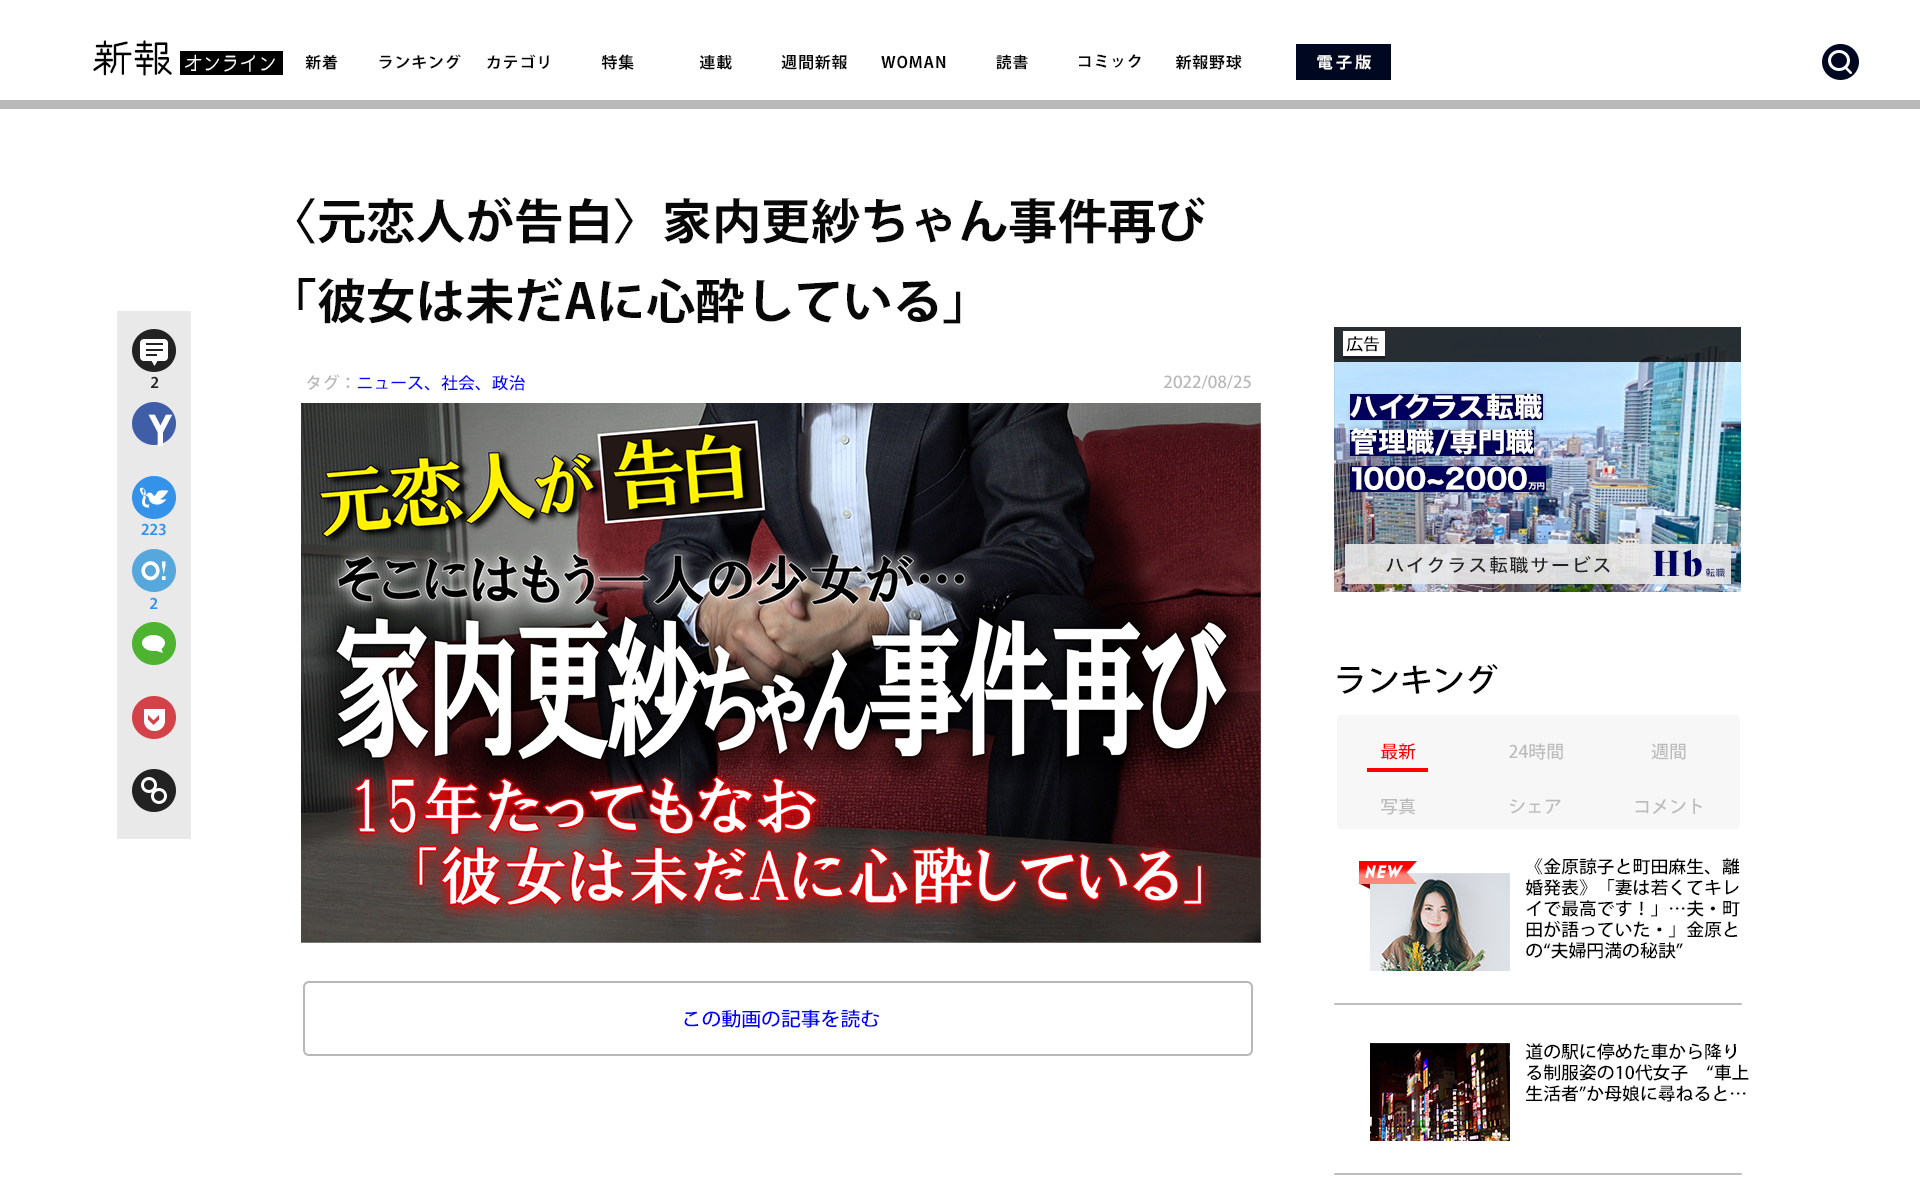 新報 オンライン 新着 ランキング カテゴリ 特集 連載 週間新報 WOMAN 読書 コミック 新報野球 電子版
〈元恋人が告白〉家内更紗ちゃん事件再び
「彼女は未だAに心酔している」
タグ：ニュース、社会、政治
2022/08/25
2
Y
223
O!
2
元恋人が告白
そこにはもう一人の少女が…
家内更紗ちゃん事件再び
15年たってもなお
「彼女は未だAに心酔している」
この動画の記事を読む
広告
ハイクラス転職
管理職/専門職
1000~2000万円
ハイクラス転職サービス Hb 転職
ランキング
最新 24時間 週間
写真 シェア コメント
NEW
《金原諒子と町田麻生、離
婚発表》「妻は若くてキレ
イで最高です！」…夫・町
田が語っていた・」金原と
の“夫婦円満の秘訣”
道の駅に停めた車から降り
る制服姿の10代女子　“車上
生活者”か母娘に尋ねると…